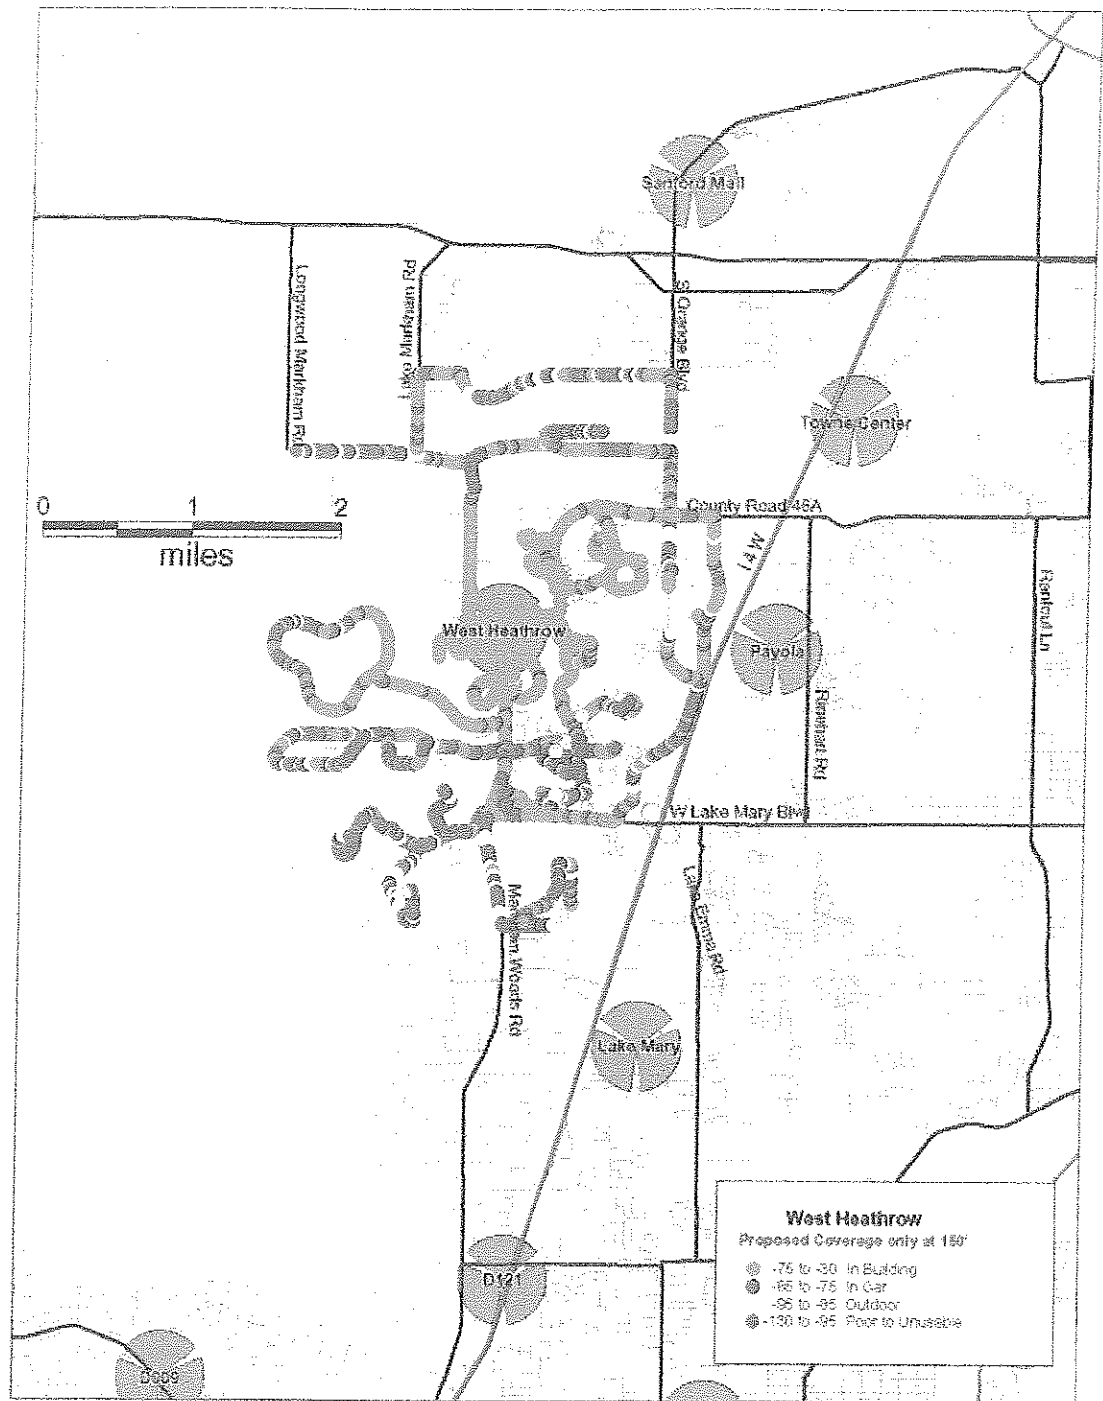 Sanford Mall
Longwood Markham Rd
Lake Markham Rd
S Orange Blvd
Towne Center
0 1 2
miles
County Road 46A
I 4 W
Rantoul Ln
West Heathrow
Payola
Rinehart Rd
W Lake Mary Blvd
Lake Emma Rd
Markham Woods Rd
Lake Mary
West Heathrow
Proposed Coverage only at 150'
-75 to -30 In Building
-85 to -75 In Car
-95 to -85 Outdoor
-130 to -95 Poor to Unusable
D121